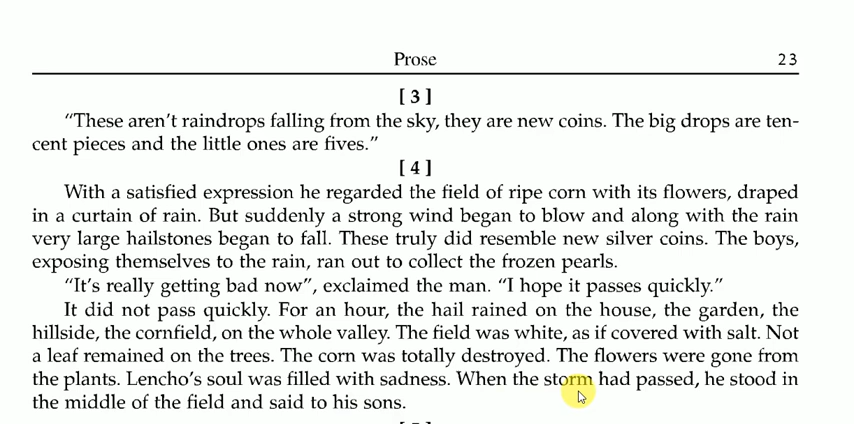 Prose 23
[ 3 ]
“These aren’t raindrops falling from the sky, they are new coins. The big drops are ten-
cent pieces and the little ones are fives.”
[ 4 ]
With a satisfied expression he regarded the field of ripe corn with its flowers, draped
in a curtain of rain. But suddenly a strong wind began to blow and along with the rain
very large hailstones began to fall. These truly did resemble new silver coins. The boys,
exposing themselves to the rain, ran out to collect the frozen pearls.
“It’s really getting bad now”, exclaimed the man. “I hope it passes quickly.”
It did not pass quickly. For an hour, the hail rained on the house, the garden, the
hillside, the cornfield, on the whole valley. The field was white, as if covered with salt. Not
a leaf remained on the trees. The corn was totally destroyed. The flowers were gone from
the plants. Lencho’s soul was filled with sadness. When the storm had passed, he stood in
the middle of the field and said to his sons.